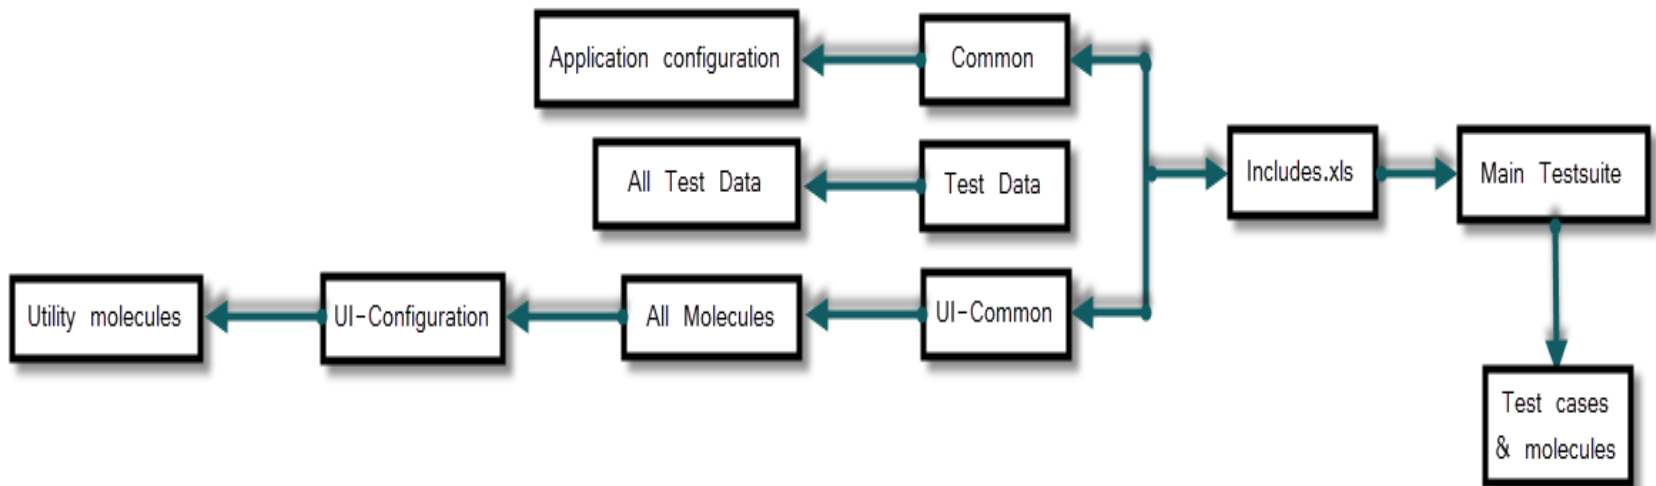 Application configuration
Common
All Test Data
Test Data
Includes.xls
Main Testsuite
Utility molecules
UI-Configuration
All Molecules
UI-Common
Test cases
& molecules